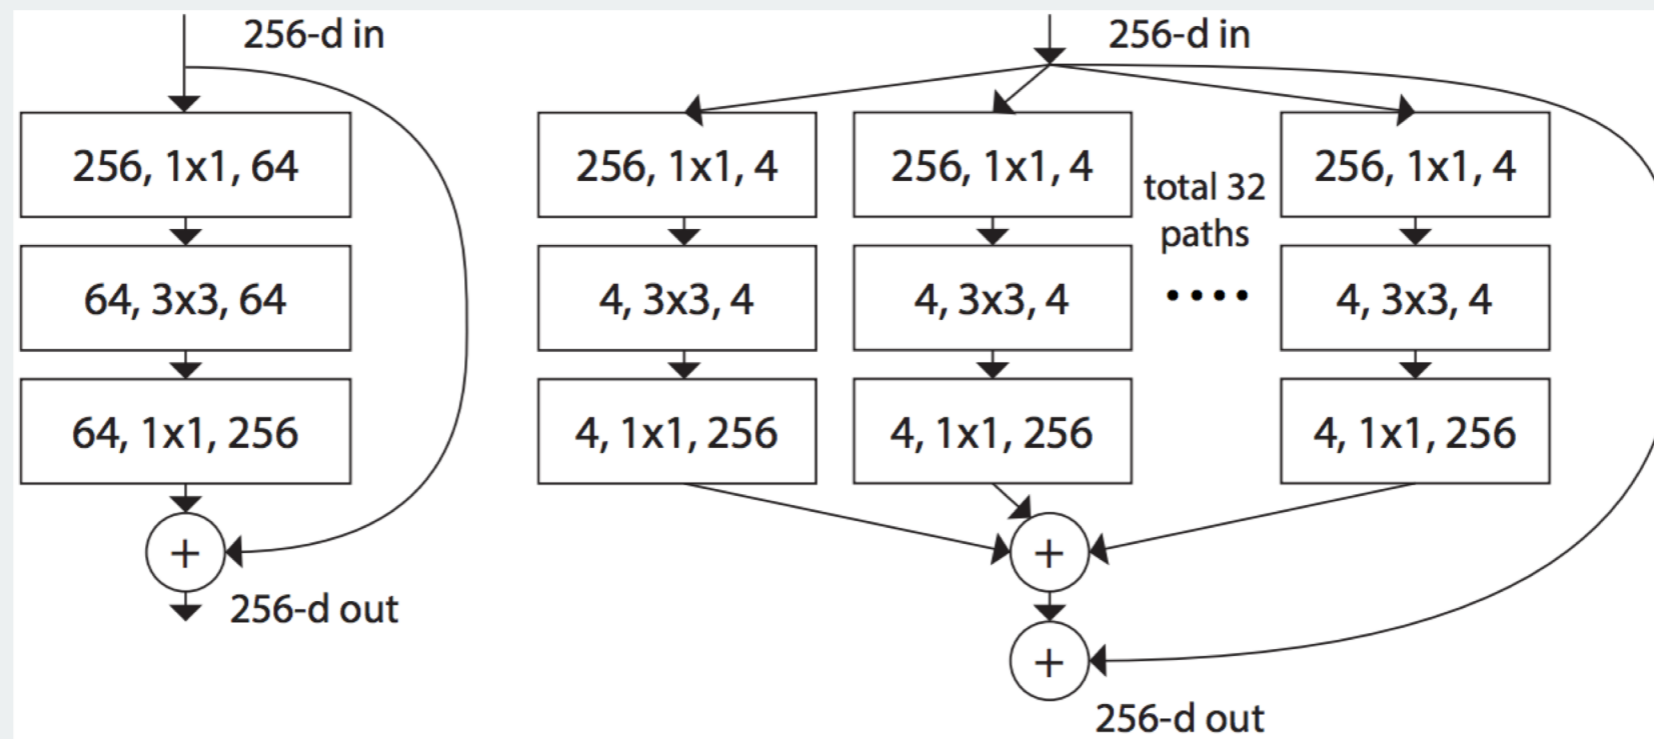 256-d in
256, 1x1, 64
64, 3x3, 64
64, 1x1, 256
+
256-d out
256-d in
256, 1x1, 4
4, 3x3, 4
4, 1x1, 256
256, 1x1, 4
4, 3x3, 4
4, 1x1, 256
total 32
paths
....
256, 1x1, 4
4, 3x3, 4
4, 1x1, 256
+
+
256-d out